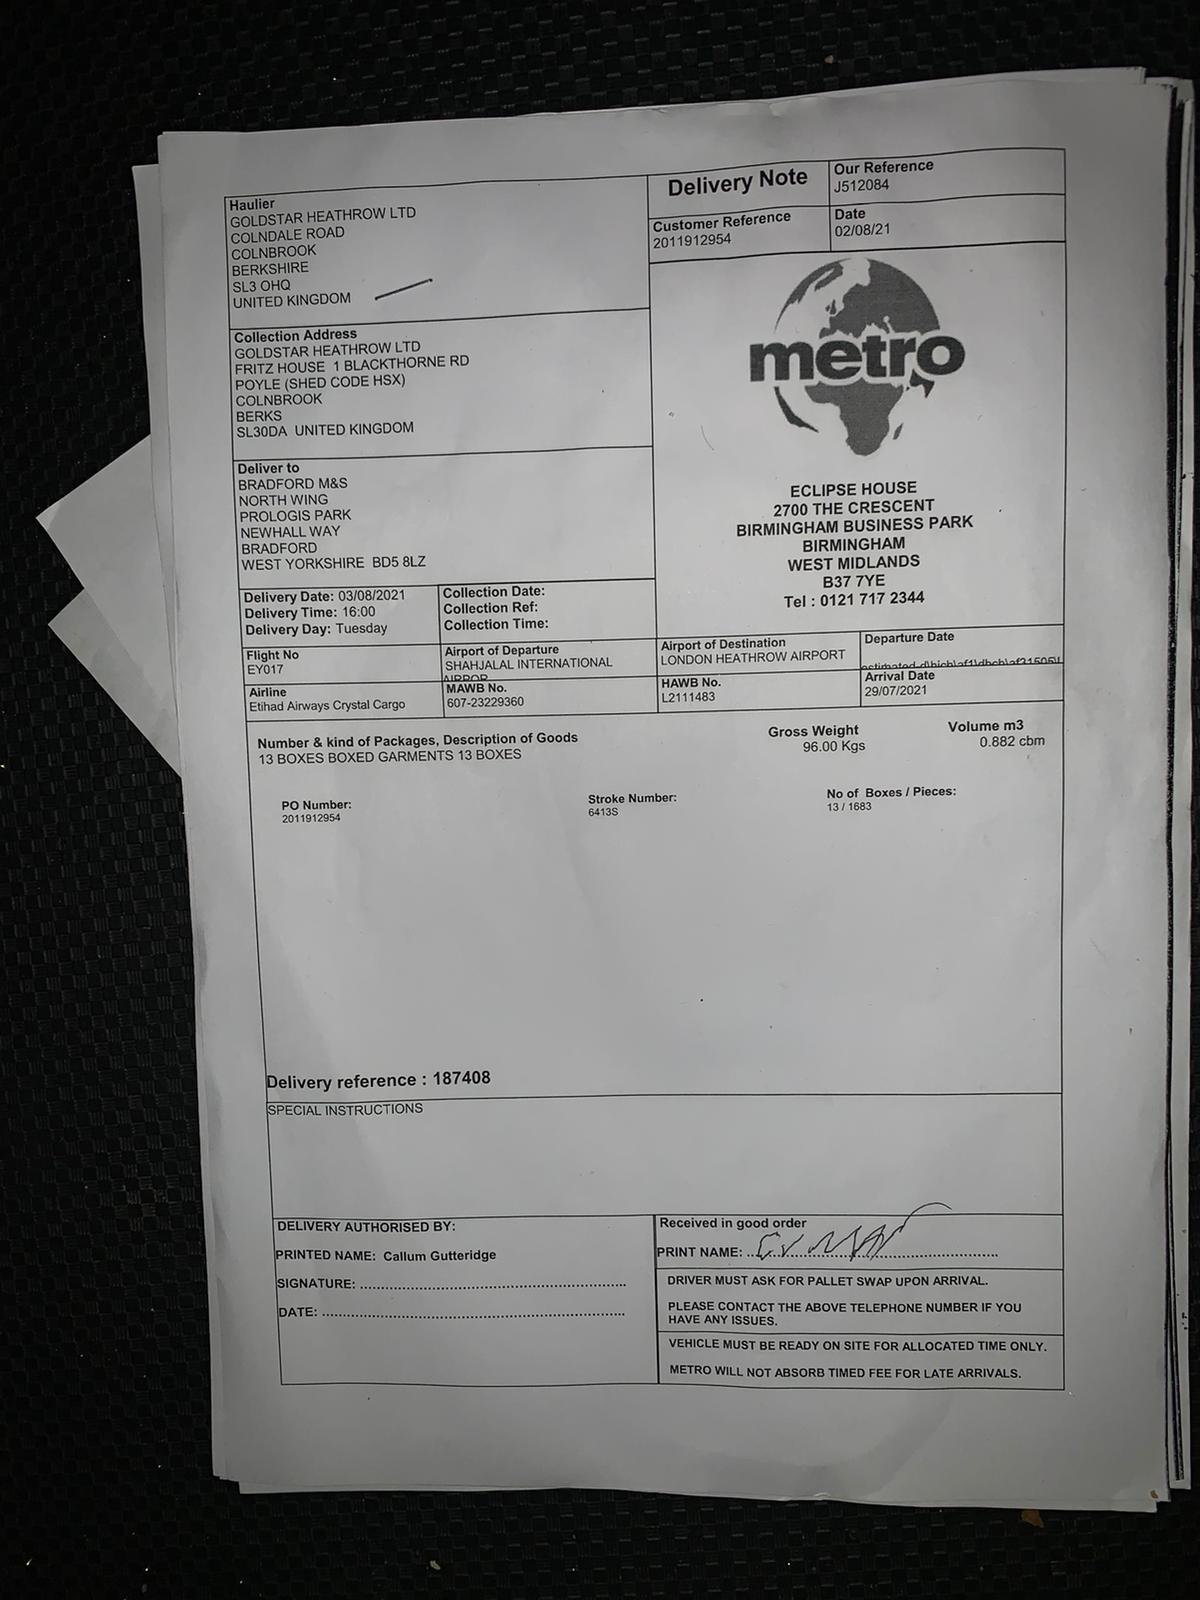 Haulier
GOLDSTAR HEATHROW LTD
COLNDALE ROAD
COLNBROOK
BERKSHIRE
SL3 OHQ
UNITED KINGDOM
Delivery Note
Our Reference
J512084
Customer Reference
2011912954
Date
02/08/21
Collection Address
GOLDSTAR HEATHROW LTD
FRITZ HOUSE 1 BLACKTHORNE RD
POYLE (SHED CODE HSX)
COLNBROOK
BERKS
SL30DA UNITED KINGDOM
metro
Deliver to
BRADFORD M&S
NORTH WING
PROLOGIS PARK
NEWHALL WAY
BRADFORD
WEST YORKSHIRE BD5 8LZ
ECLIPSE HOUSE
2700 THE CRESCENT
BIRMINGHAM BUSINESS PARK
BIRMINGHAM
WEST MIDLANDS
B37 7YE
Tel : 0121 717 2344
Delivery Date: 03/08/2021
Delivery Time: 16:00
Delivery Day: Tuesday
Collection Date:
Collection Ref:
Collection Time:
Flight No
EY017
Airport of Departure
SHAHJALAL INTERNATIONAL
Airport of Destination
LONDON HEATHROW AIRPORT
Departure Date
Airline
Etihad Airways Crystal Cargo
MAWB No.
607-23229360
HAWB No.
L2111483
Arrival Date
29/07/2021
Number & kind of Packages, Description of Goods
13 BOXES BOXED GARMENTS 13 BOXES
Gross Weight
96.00 Kgs
Volume m3
0.882 cbm
PO Number:
2011912954
Stroke Number:
6413S
No of Boxes / Pieces:
13 / 1683
Delivery reference : 187408
SPECIAL INSTRUCTIONS
DELIVERY AUTHORISED BY:
PRINTED NAME: Callum Gutteridge
SIGNATURE:
DATE:
Received in good order
PRINT NAME:
DRIVER MUST ASK FOR PALLET SWAP UPON ARRIVAL.
PLEASE CONTACT THE ABOVE TELEPHONE NUMBER IF YOU
HAVE ANY ISSUES.
VEHICLE MUST BE READY ON SITE FOR ALLOCATED TIME ONLY.
METRO WILL NOT ABSORB TIMED FEE FOR LATE ARRIVALS.